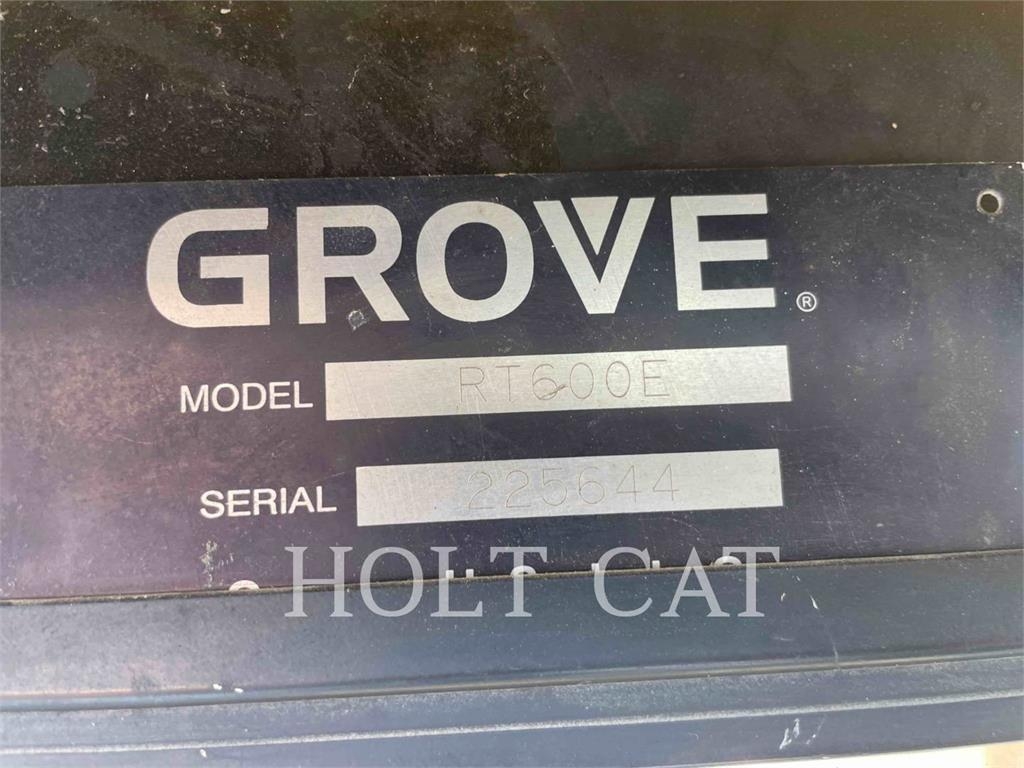 GROVE®
MODEL RT600E
SERIAL 225644
HOLT CAT